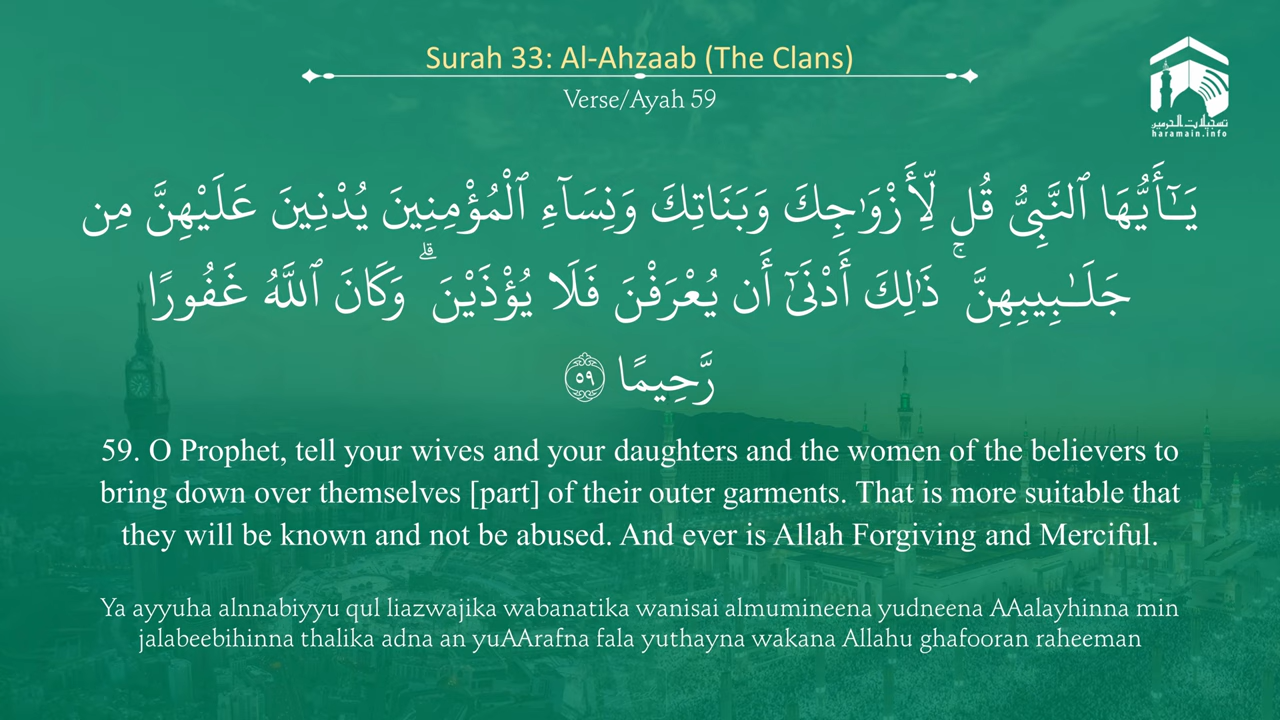 Surah 33: Al-Ahzaab (The Clans)
Verse/Ayah 59
تسجيلات الحرمين
haramain.info
يَـٰٓأَيُّهَا ٱلنَّبِىُّ قُل لِّأَزْوَٰجِكَ وَبَنَاتِكَ وَنِسَآءِ ٱلْمُؤْمِنِينَ يُدْنِينَ عَلَيْهِنَّ مِن
جَلَـٰبِيبِهِنَّ ۚ ذَٰلِكَ أَدْنَىٰٓ أَن يُعْرَفْنَ فَلَا يُؤْذَيْنَ ۗ وَكَانَ ٱللَّهُ غَفُورًا
رَّحِيمًا ٥٩
59. O Prophet, tell your wives and your daughters and the women of the believers to
bring down over themselves [part] of their outer garments. That is more suitable that
they will be known and not be abused. And ever is Allah Forgiving and Merciful.
Ya ayyuha alnnabiyyu qul liazwajika wabanatika wanisai almumineena yudneena AAalayhinna min
jalabeebihinna thalika adna an yuAArafna fala yuthayna wakana Allahu ghafooran raheeman